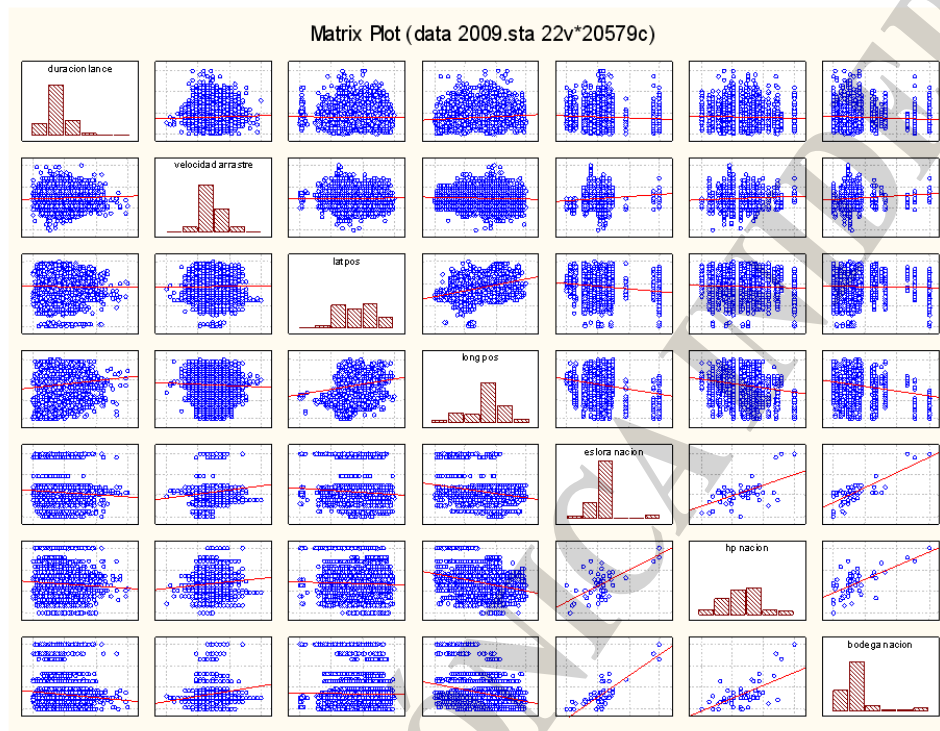 Matrix Plot (data 2009.sta 22v*20579c)
duracion lance
velocidad arrastre
latpos
long pos
eslora nacion
hp nacion
bodega nacion